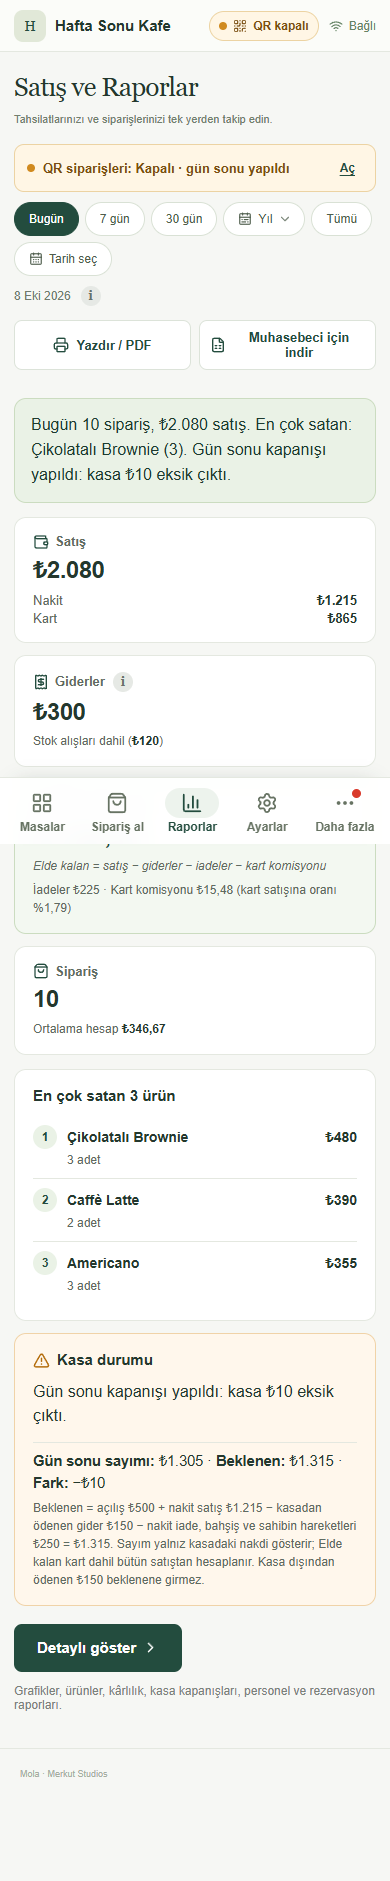 H
Hafta Sonu Kafe
QR kapalı
Bağlı
Satış ve Raporlar
Tahsilatlarınızı ve siparişlerinizi tek yerden takip edin.
QR siparişleri: Kapalı · gün sonu yapıldı
Aç
Bugün
7 gün
30 gün
Yıl
Tümü
Tarih seç
8 Eki 2026
i
Yazdır / PDF
Muhasebeci için
indir
Bugün 10 sipariş, ₺2.080 satış. En çok satan:
Çikolatalı Brownie (3). Gün sonu kapanışı
yapıldı: kasa ₺10 eksik çıktı.
Satış
₺2.080
Nakit ₺1.215
Kart ₺865
Giderler
i
₺300
Stok alışları dahil (₺120)
Masalar
Sipariş al
Raporlar
Ayarlar
Daha fazla
Elde kalan = satış − giderler − iadeler − kart komisyonu
İadeler ₺225 · Kart komisyonu ₺15,48 (kart satışına oranı
%1,79)
Sipariş
10
Ortalama hesap ₺346,67
En çok satan 3 ürün
1 Çikolatalı Brownie ₺480
3 adet
2 Caffè Latte ₺390
2 adet
3 Americano ₺355
3 adet
Kasa durumu
Gün sonu kapanışı yapıldı: kasa ₺10 eksik
çıktı.
Gün sonu sayımı: ₺1.305 · Beklenen: ₺1.315 ·
Fark: −₺10
Beklenen = açılış ₺500 + nakit satış ₺1.215 − kasadan
ödenen gider ₺150 − nakit iade, bahşiş ve sahibin hareketleri
₺250 = ₺1.315. Sayım yalnız kasadaki nakdi gösterir; Elde
kalan kart dahil bütün satıştan hesaplanır. Kasa dışından
ödenen ₺150 beklenene girmez.
Detaylı göster
Grafikler, ürünler, kârlılık, kasa kapanışları, personel ve rezervasyon
raporları.
Mola · Merkut Studios